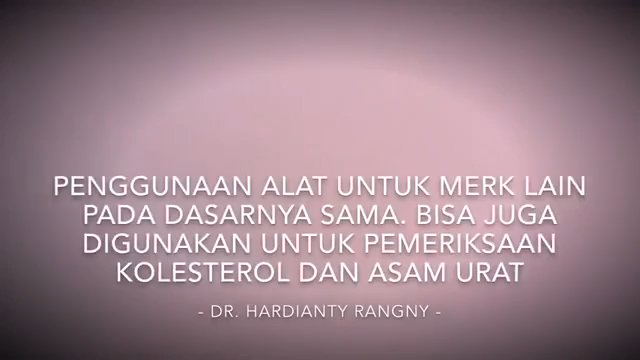 PENGGUNAAN ALAT UNTUK MERK LAIN
PADA DASARNYA SAMA. BISA JUGA
DIGUNAKAN UNTUK PEMERIKSAAN
KOLESTEROL DAN ASAM URAT
- DR. HARDIANTY RANGNY -